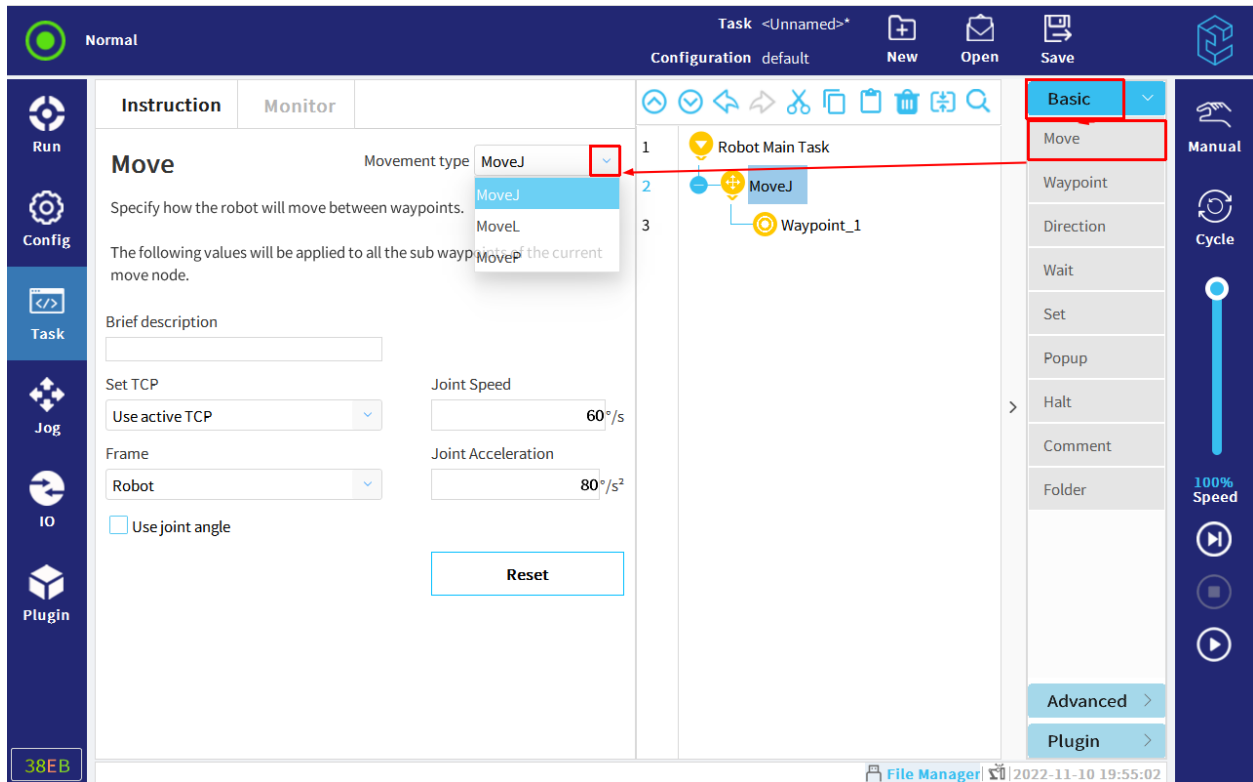 Normal
Task <Unnamed>*
Configuration default
New
Open
Save
Run
Config
Task
Jog
IO
Plugin
38EB
Instruction
Monitor
Move
Movement type MoveJ
MoveJ
MoveL
MoveP
Specify how the robot will move between waypoints.
The following values will be applied to all the sub waypoints of the current
move node.
Brief description
Set TCP
Use active TCP
Joint Speed
60°/s
Frame
Robot
Joint Acceleration
80°/s²
Use joint angle
Reset
1 Robot Main Task
2 MoveJ
3 Waypoint_1
Basic
Move
Waypoint
Direction
Wait
Set
Popup
Halt
Comment
Folder
Advanced
Plugin
Manual
Cycle
100%
Speed
File Manager 2022-11-10 19:55:02